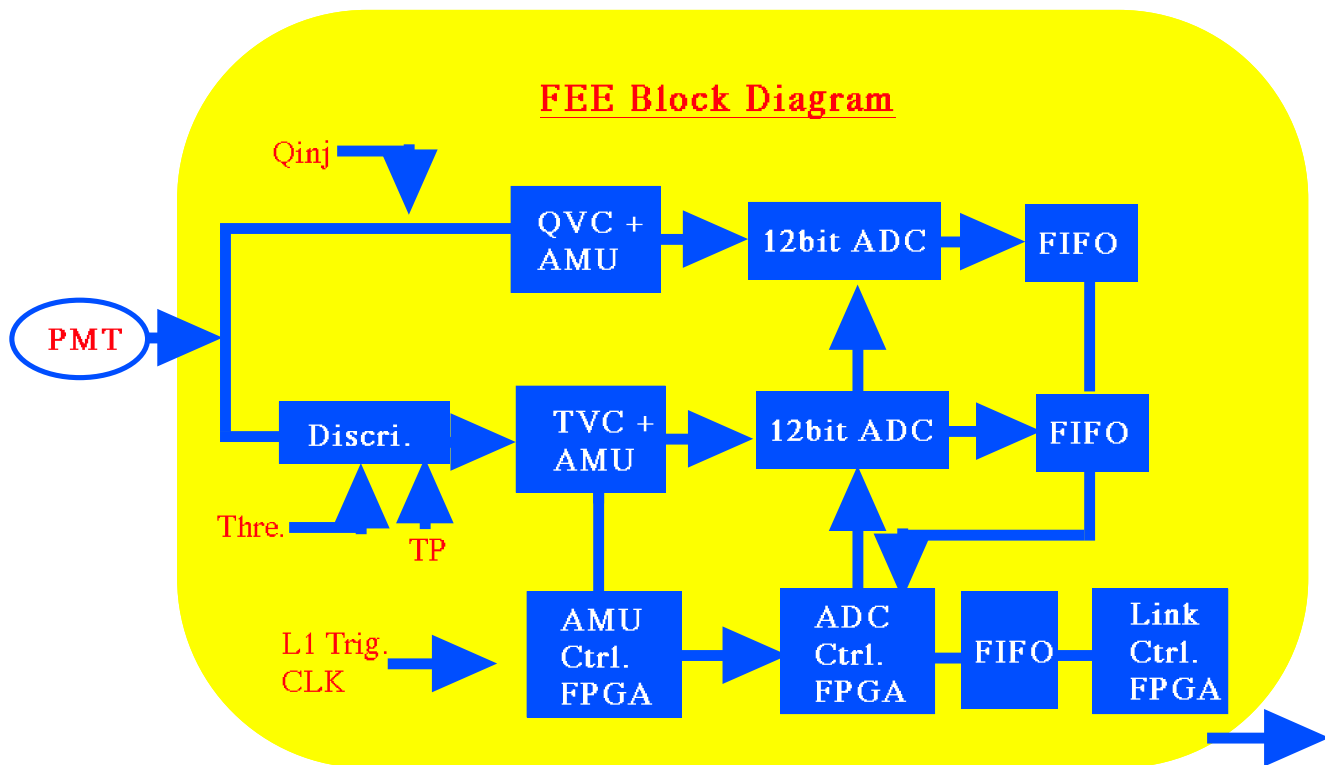 FEE Block Diagram
Qinj
QVC +
AMU
12bit ADC
FIFO
PMT
Discri.
TVC +
AMU
12bit ADC
FIFO
Thre.
TP
L1 Trig.
CLK
AMU
Ctrl.
FPGA
ADC
Ctrl.
FPGA
FIFO
Link
Ctrl.
FPGA